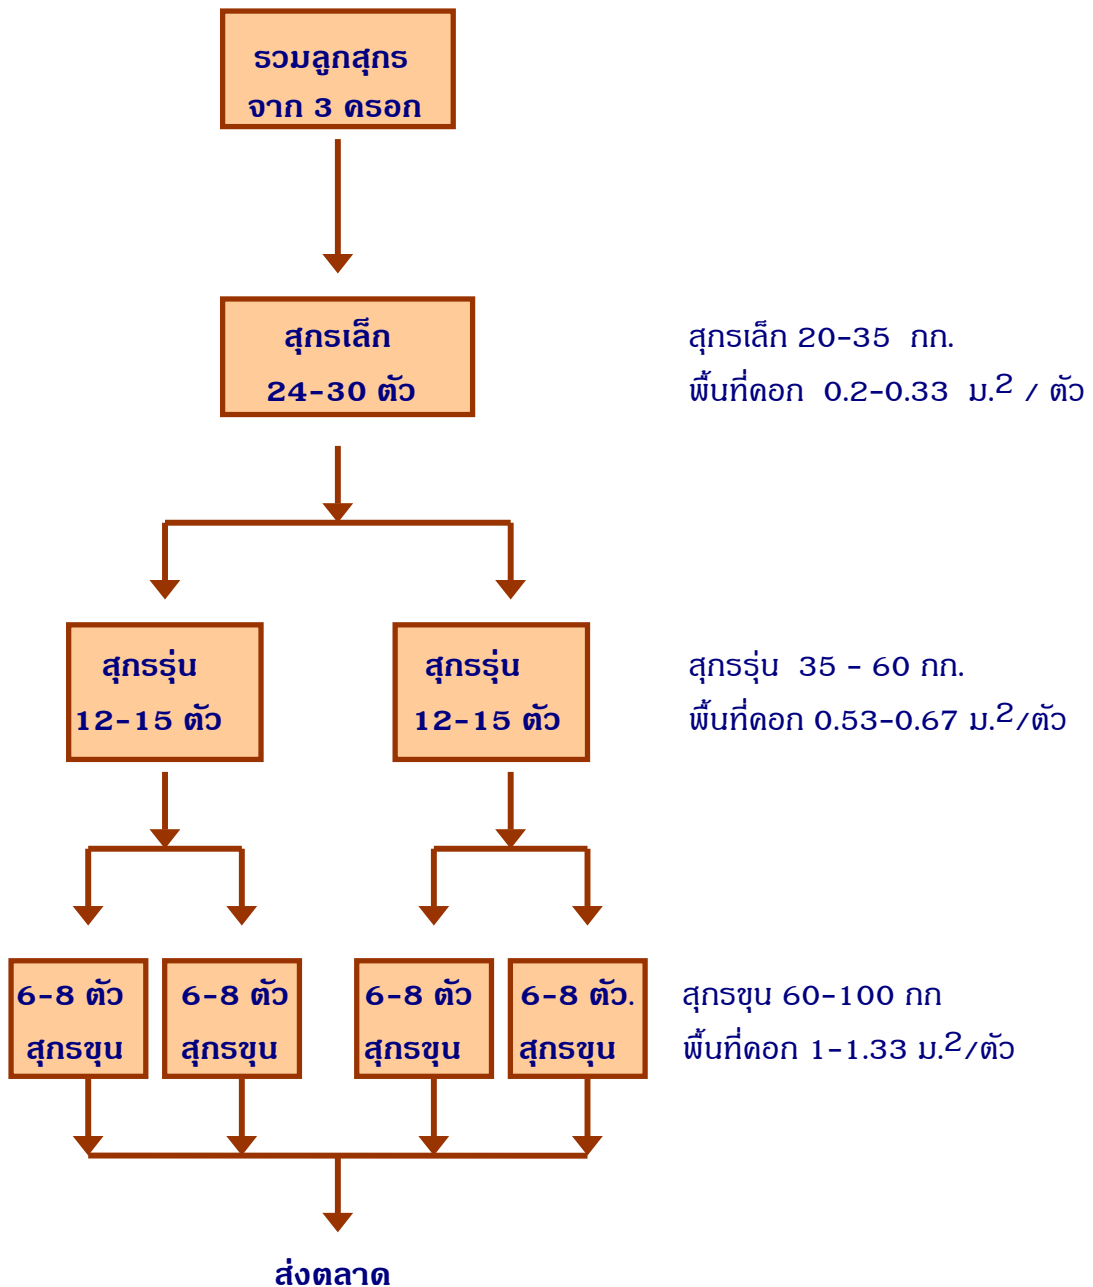 รวมลูกสุกร
จาก 3 ครอก
สุกรเล็ก
24-30 ตัว
สุกรเล็ก 20-35 กก.
พื้นที่คอก 0.2-0.33 ม.2 / ตัว
สุกรรุ่น
12-15 ตัว
สุกรรุ่น
12-15 ตัว
สุกรรุ่น 35 - 60 กก.
พื้นที่คอก 0.53-0.67 ม.2/ตัว
6-8 ตัว
สุกรขุน
6-8 ตัว
สุกรขุน
6-8 ตัว
สุกรขุน
6-8 ตัว.
สุกรขุน
สุกรขุน 60-100 กก
พื้นที่คอก 1-1.33 ม.2/ตัว
ส่งตลาด